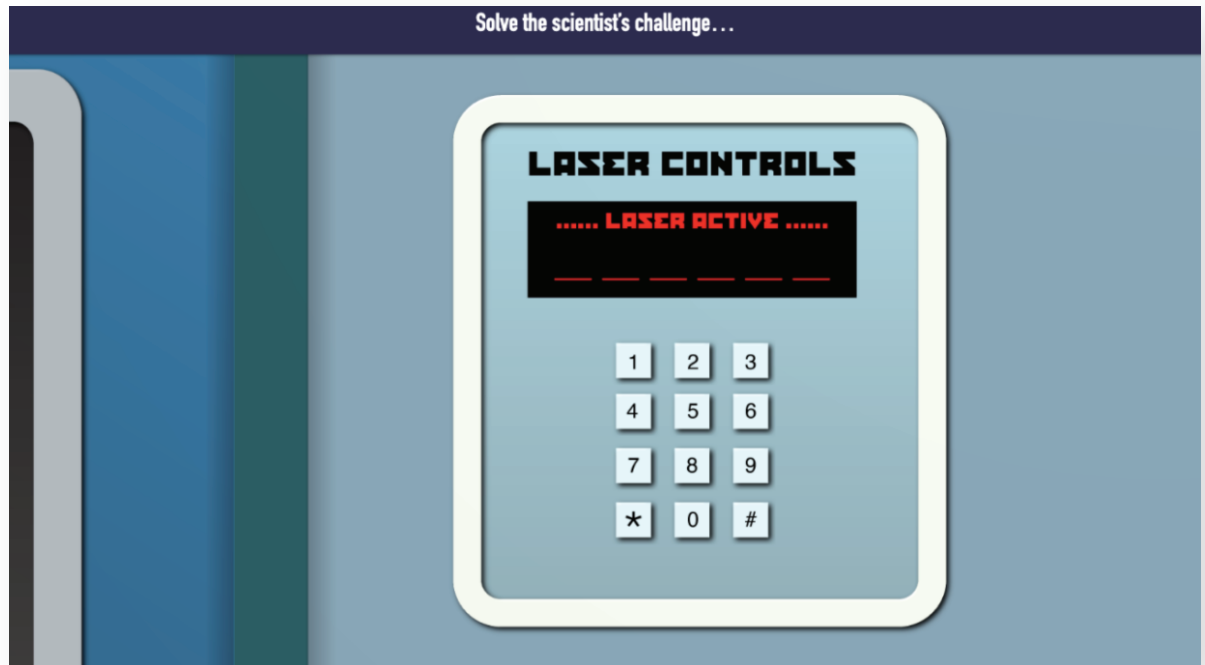 Solve the scientist's challenge...
LASER CONTROLS
...... LASER ACTIVE ......
_ _ _ _ _ _
1 2 3
4 5 6
7 8 9
* 0 #